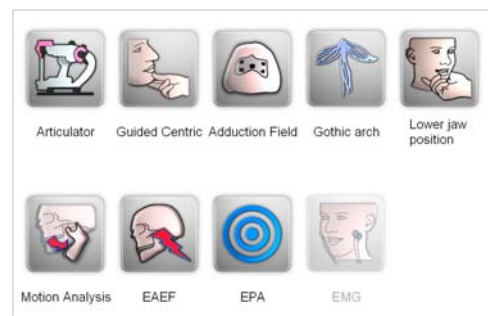 Articulator
Guided Centric
Adduction Field
Gothic arch
Lower jaw
position
Motion Analysis
EAEF
EPA
EMG